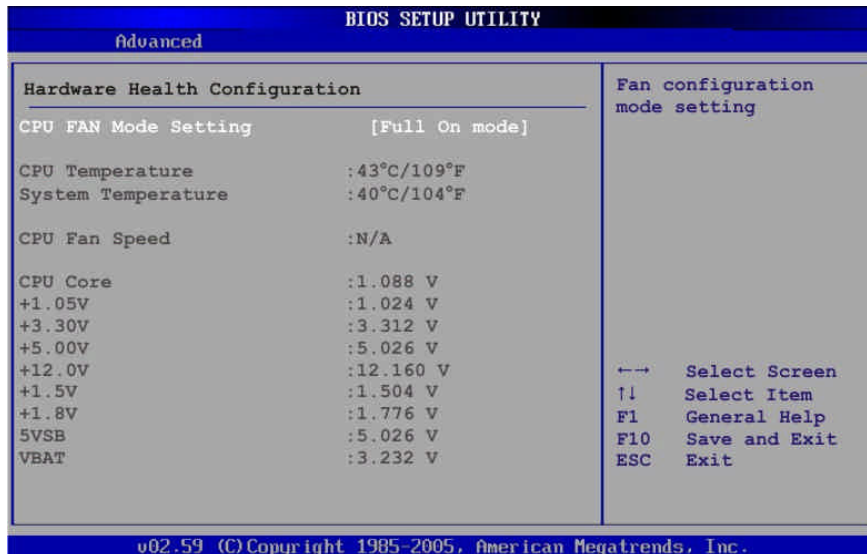 BIOS SETUP UTILITY
Advanced
Hardware Health Configuration
CPU FAN Mode Setting [Full On mode]
CPU Temperature :43°C/109°F
System Temperature :40°C/104°F
CPU Fan Speed :N/A
CPU Core :1.088 V
+1.05V :1.024 V
+3.30V :3.312 V
+5.00V :5.026 V
+12.0V :12.160 V
+1.5V :1.504 V
+1.8V :1.776 V
5VSB :5.026 V
VBAT :3.232 V
Fan configuration
mode setting
←→ Select Screen
↑↓ Select Item
F1 General Help
F10 Save and Exit
ESC Exit
v02.59 (C)Copyright 1985-2005, American Megatrends, Inc.